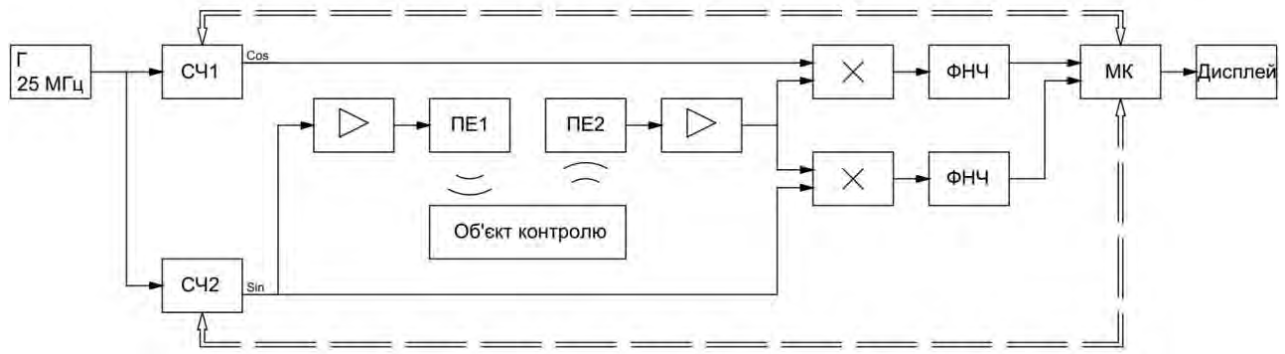 Г
25 МГц
СЧ1
Cos
ФНЧ
МК
Дисплей
ПЕ1
ПЕ2
ФНЧ
Об'єкт контролю
СЧ2
Sin